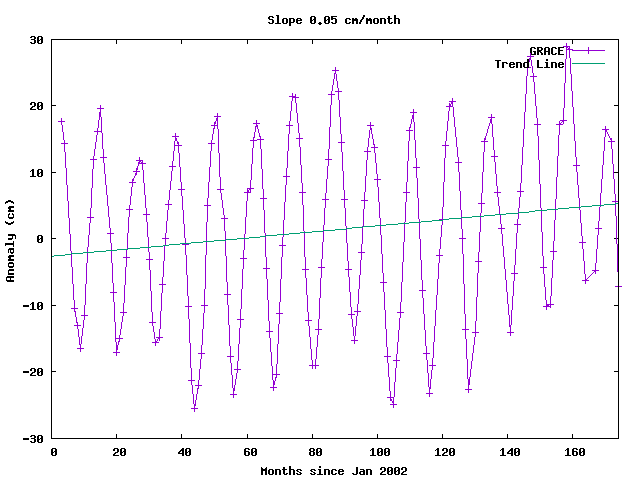 Slope 0.05 cm/month
GRACE
Trend Line
30
20
10
0
-10
-20
-30
Anomaly (cm)
0 20 40 60 80 100 120 140 160
Months since Jan 2002